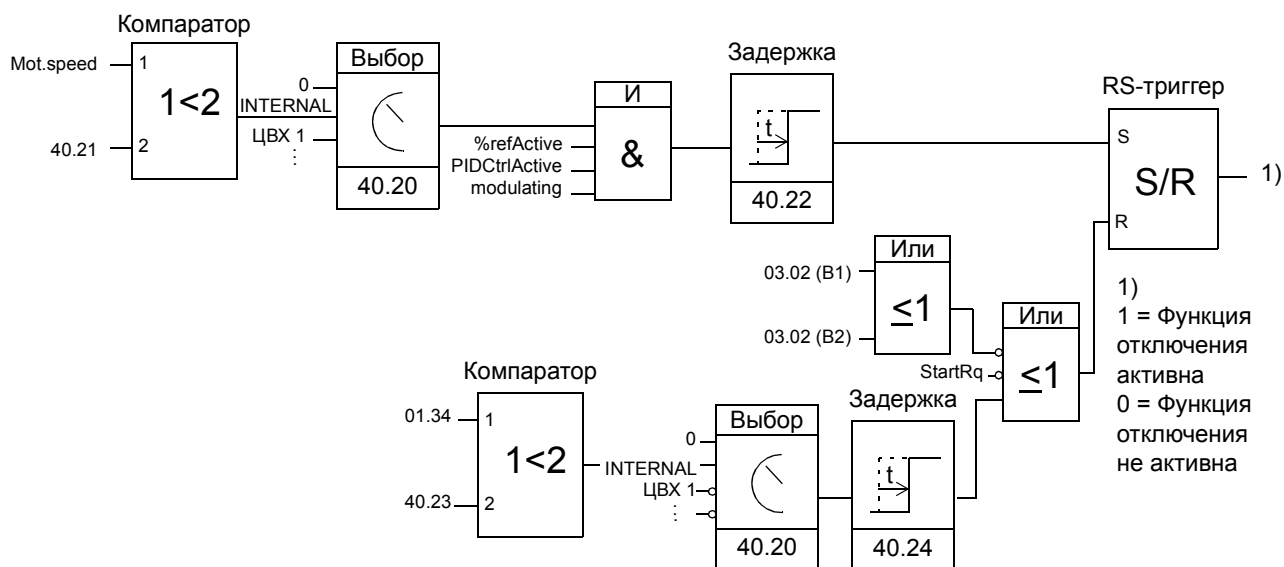 Компаратор
Mot.speed
1
1<2
40.21
2
Выбор
0
INTERNAL
ЦВХ 1
⋮
40.20
И
&
%refActive
PIDCtrlActive
modulating
Задержка
t
40.22
RS-триггер
S
S/R
R
1)
Или
03.02 (B1)
≤1
03.02 (B2)
Или
≤1
StartRq
1)
1 = Функция
отключения
активна
0 = Функция
отключения
не активна
Компаратор
01.34
1
1<2
40.23
2
Выбор
0
INTERNAL
ЦВХ 1
⋮
40.20
Задержка
t
40.24